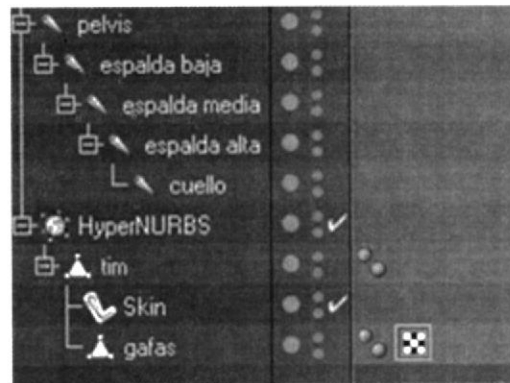 pelvis
espalda baja
espalda media
espalda alta
cuello
HyperNURBS
tim
Skin
gafas